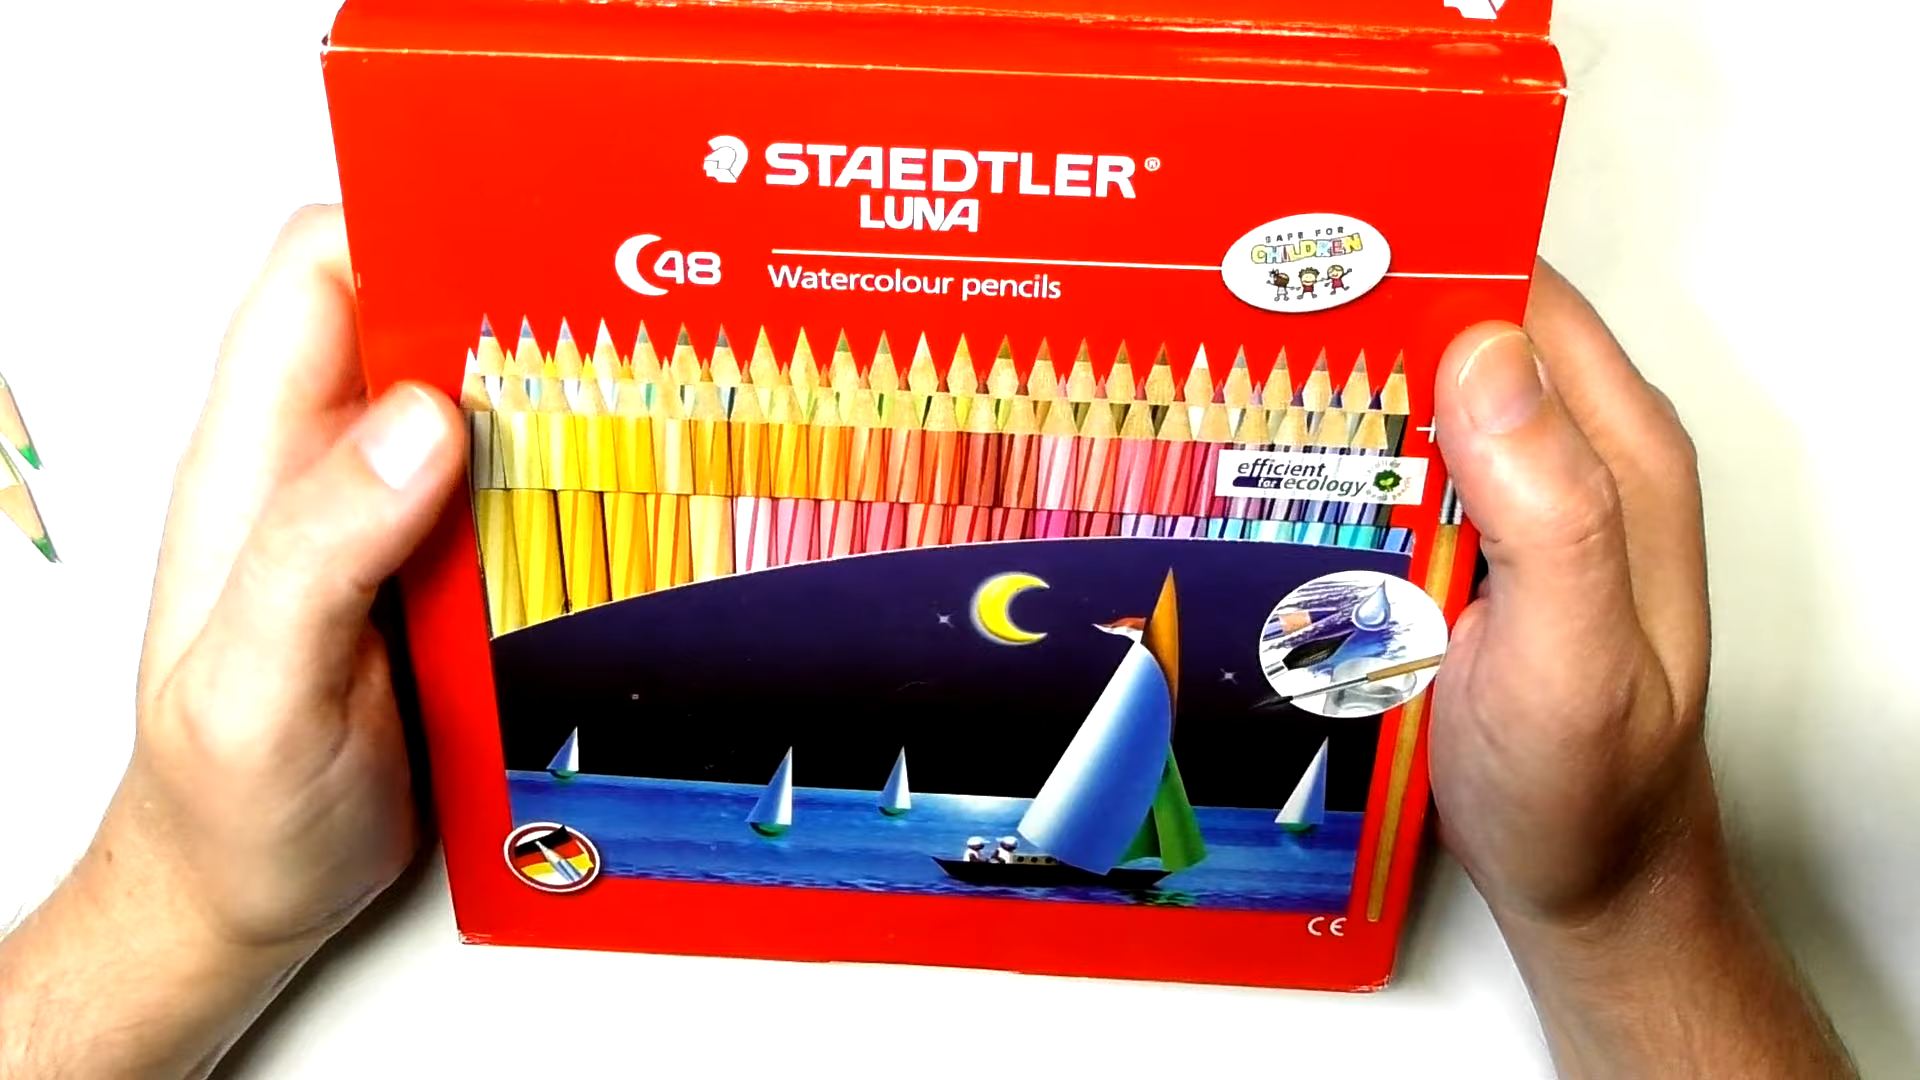 STAEDTLER®
LUNA
48
Watercolour pencils
SAFE FOR
CHILDREN
efficient
for ecology
CE